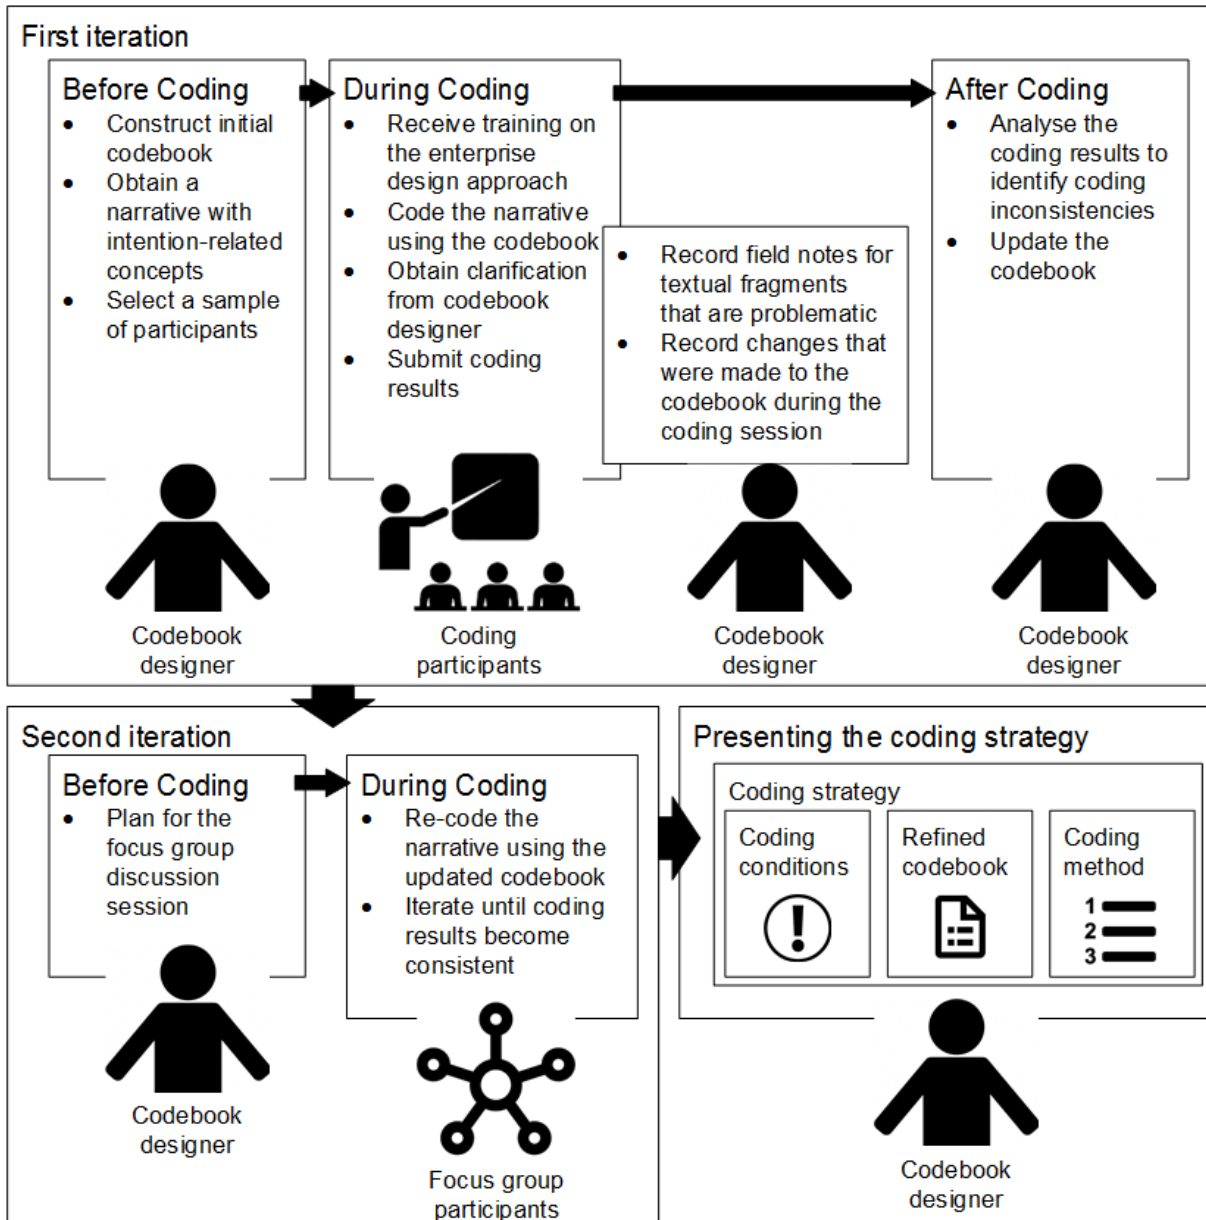 First iteration
Before Coding
• Construct initial
codebook
• Obtain a
narrative with
intention-related
concepts
• Select a sample
of participants
Codebook
designer
During Coding
• Receive training on
the enterprise
design approach
• Code the narrative
using the codebook
• Obtain clarification
from codebook
designer
• Submit coding
results
Coding
participants
• Record field notes for
textual fragments
that are problematic
• Record changes that
were made to the
codebook during the
coding session
Codebook
designer
After Coding
• Analyse the
coding results to
identify coding
inconsistencies
• Update the
codebook
Codebook
designer
Second iteration
Before Coding
• Plan for the
focus group
discussion
session
Codebook
designer
During Coding
• Re-code the
narrative using the
updated codebook
• Iterate until coding
results become
consistent
Focus group
participants
Presenting the coding strategy
Coding strategy
Coding
conditions
!
Refined
codebook
Coding
method
1
2
3
Codebook
designer